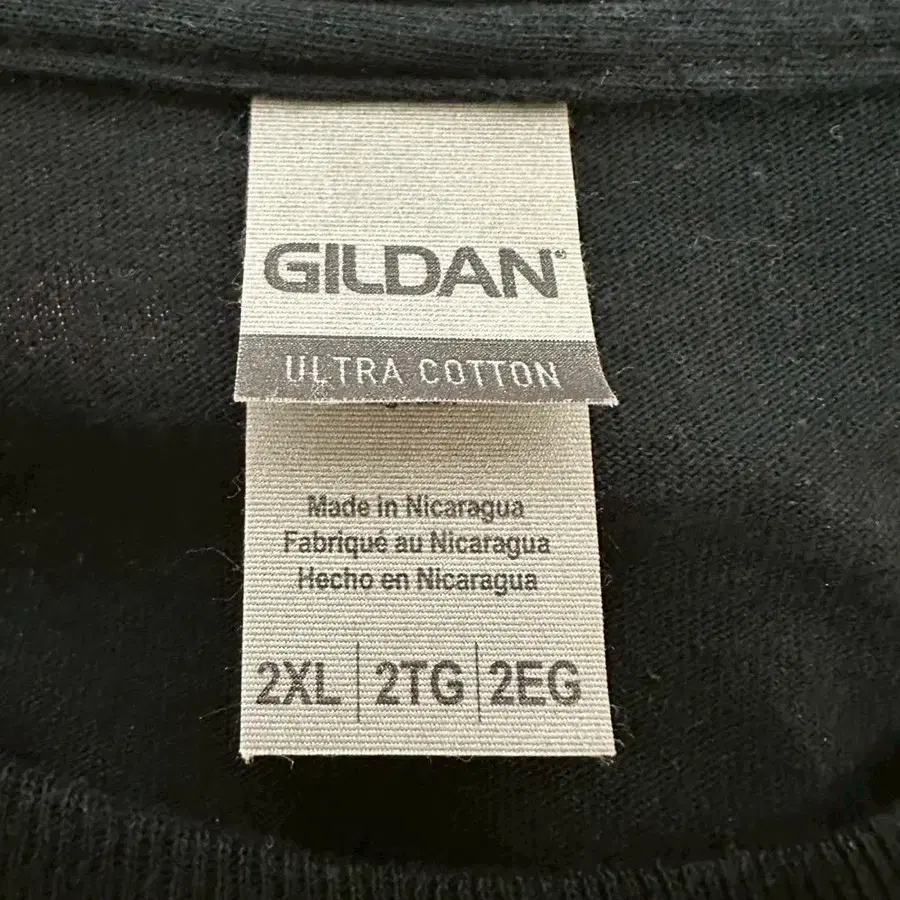 GILDAN®
ULTRA COTTON
Made in Nicaragua
Fabriqué au Nicaragua
Hecho en Nicaragua
2XL | 2TG | 2EG